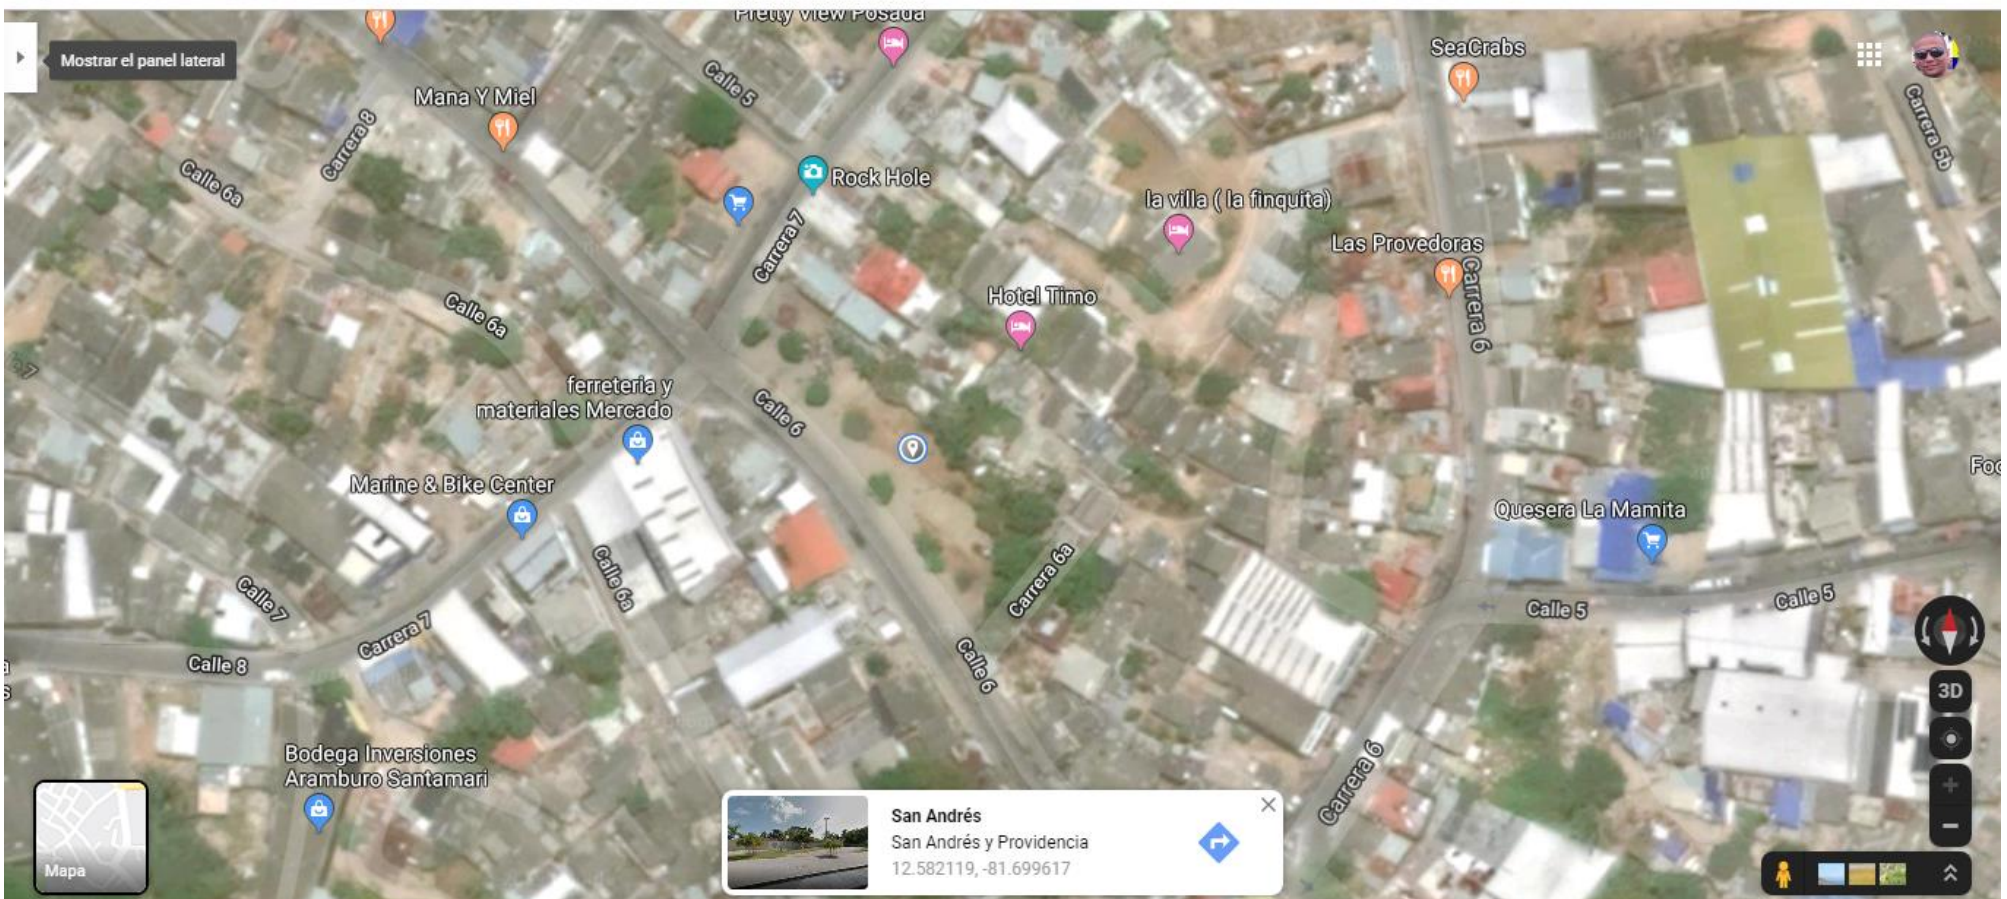 Pretty View Posada
Mostrar el panel lateral
SeaCrabs
Calle 5
Mana Y Miel
Carrera 8
Carrera 5b
Calle 6a
Rock Hole
la villa ( la finquita)
Carrera 7
Las Provedoras
Carrera 6
Hotel Timo
Calle 6a
ferreteria y
materiales Mercado
Calle 6
Marine & Bike Center
Quesera La Mamita
Calle 6a
Carrera 6a
Calle 7
Calle 5
Calle 5
Carrera 7
Calle 8
Calle 6
3D
Bodega Inversiones
Aramburo Santamari
Carrera 6
San Andrés
San Andrés y Providencia
12.582119, -81.699617
Mapa